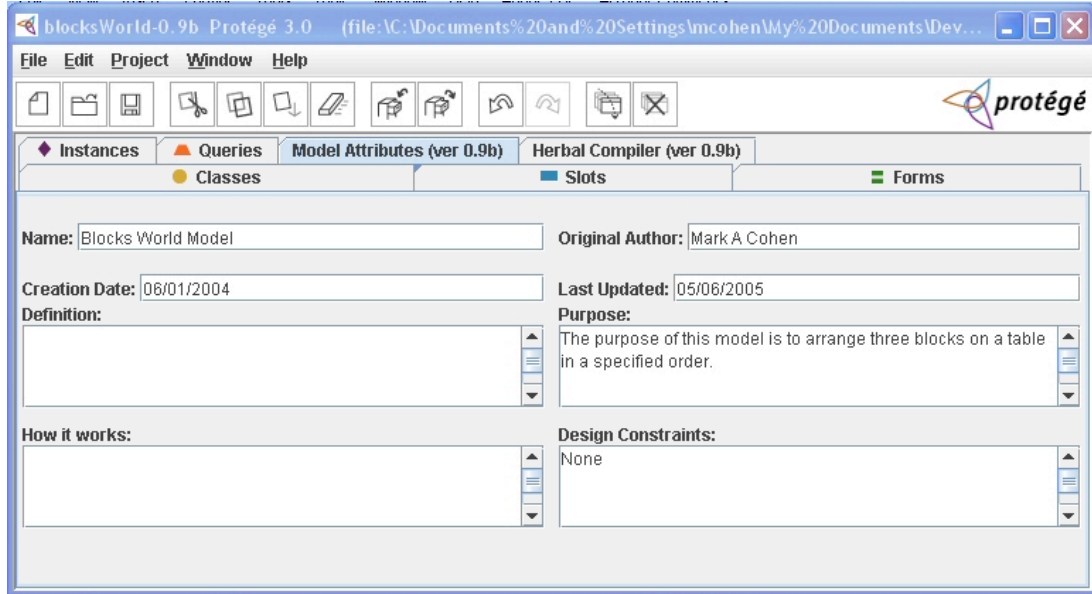 blocksWorld-0.9b Protégé 3.0 (file:\C:\Documents%20and%20Settings\mcohen\My%20Documents\Dev...
File Edit Project Window Help
protégé
Instances Queries Model Attributes (ver 0.9b) Herbal Compiler (ver 0.9b)
Classes Slots Forms
Name: Blocks World Model Original Author: Mark A Cohen
Creation Date: 06/01/2004 Last Updated: 05/06/2005
Definition: Purpose:
The purpose of this model is to arrange three blocks on a table
in a specified order.
How it works: Design Constraints:
None